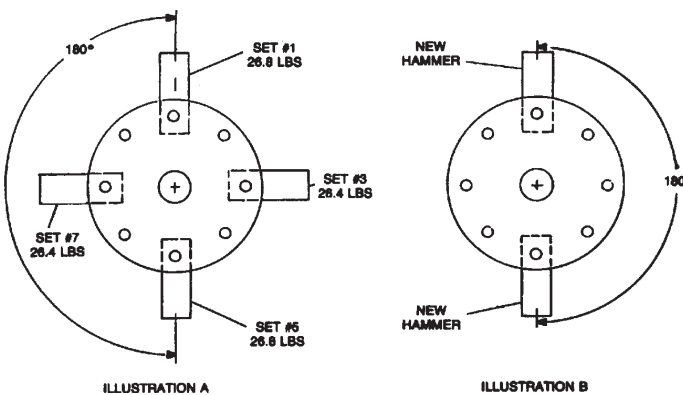 180°
SET #1
26.8 LBS
SET #3
26.4 LBS
SET #7
26.4 LBS
SET #5
26.8 LBS
ILLUSTRATION A
NEW
HAMMER
180
NEW
HAMMER
ILLUSTRATION B